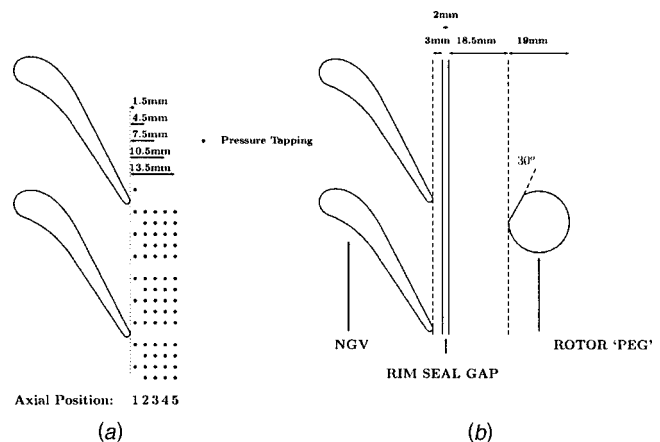 1.5mm
4.5mm
7.5mm
10.5mm
13.5mm
• Pressure Tapping
Axial Position: 1 2 3 4 5
(a)
2mm
3mm 18.5mm 19mm
30°
NGV
RIM SEAL GAP
ROTOR 'PEG'
(b)